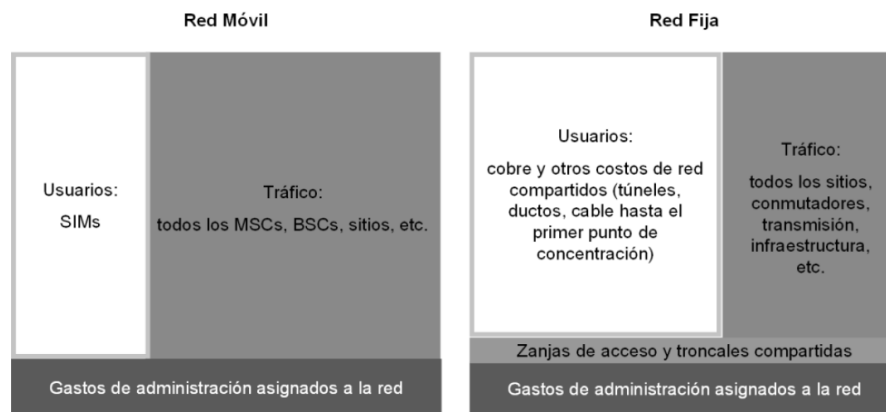 Red Móvil
Usuarios:
SIMs
Tráfico:
todos los MSCs, BSCs, sitios, etc.
Gastos de administración asignados a la red
Red Fija
Usuarios:
cobre y otros costos de red
compartidos (túneles,
ductos, cable hasta el
primer punto de
concentración)
Tráfico:
todos los sitios,
conmutadores,
transmisión,
infraestructura,
etc.
Zanjas de acceso y troncales compartidas
Gastos de administración asignados a la red